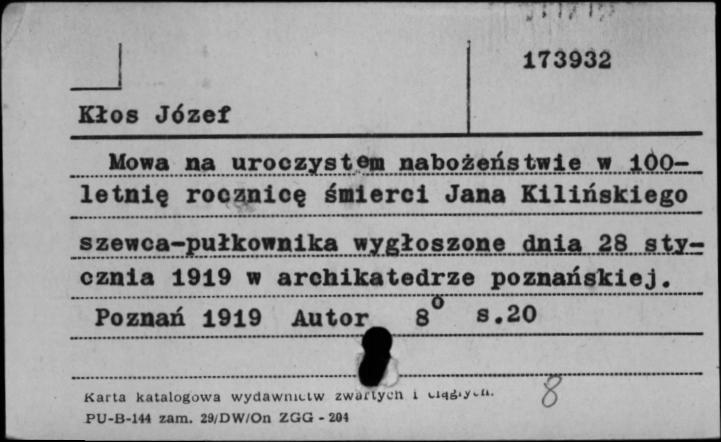 173932
Kłos Józef
Mowa na uroczystem nabożeństwie w 100-
letnię rocznicę śmierci Jana Kilińskiego
szewca-pułkownika wygłoszone dnia 28 sty-
cznia 1919 w archikatedrze poznańskiej.
Poznań 1919 Autor 8° s.20
Karta katalogowa wydawnictw zwartych i ciągłych.
8
PU-B-144 zam. 29/DW/On ZGG - 204